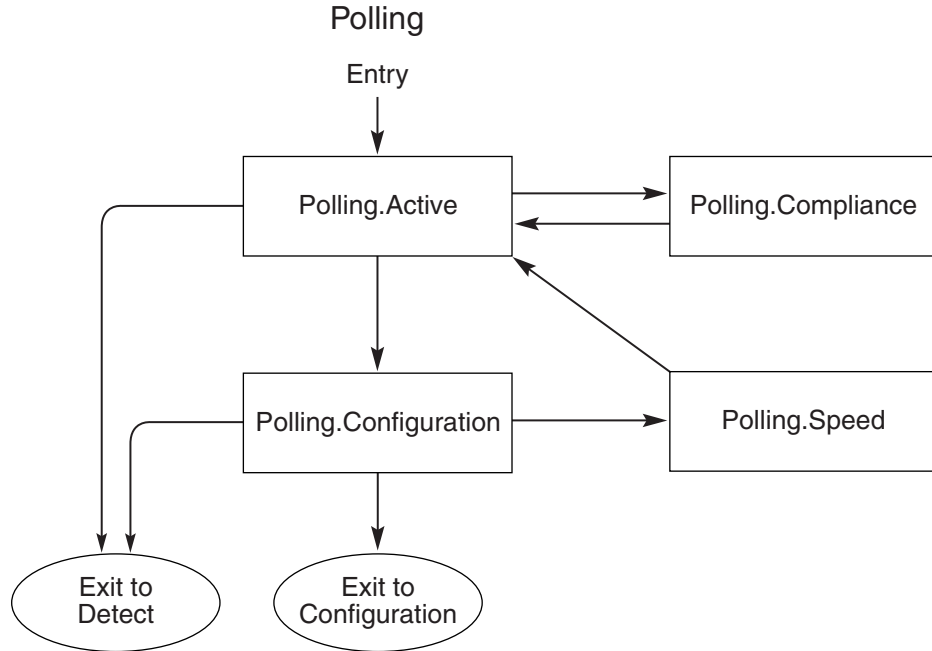 Polling
Entry
Polling.Active
Polling.Compliance
Polling.Configuration
Polling.Speed
Exit to
Detect
Exit to
Configuration